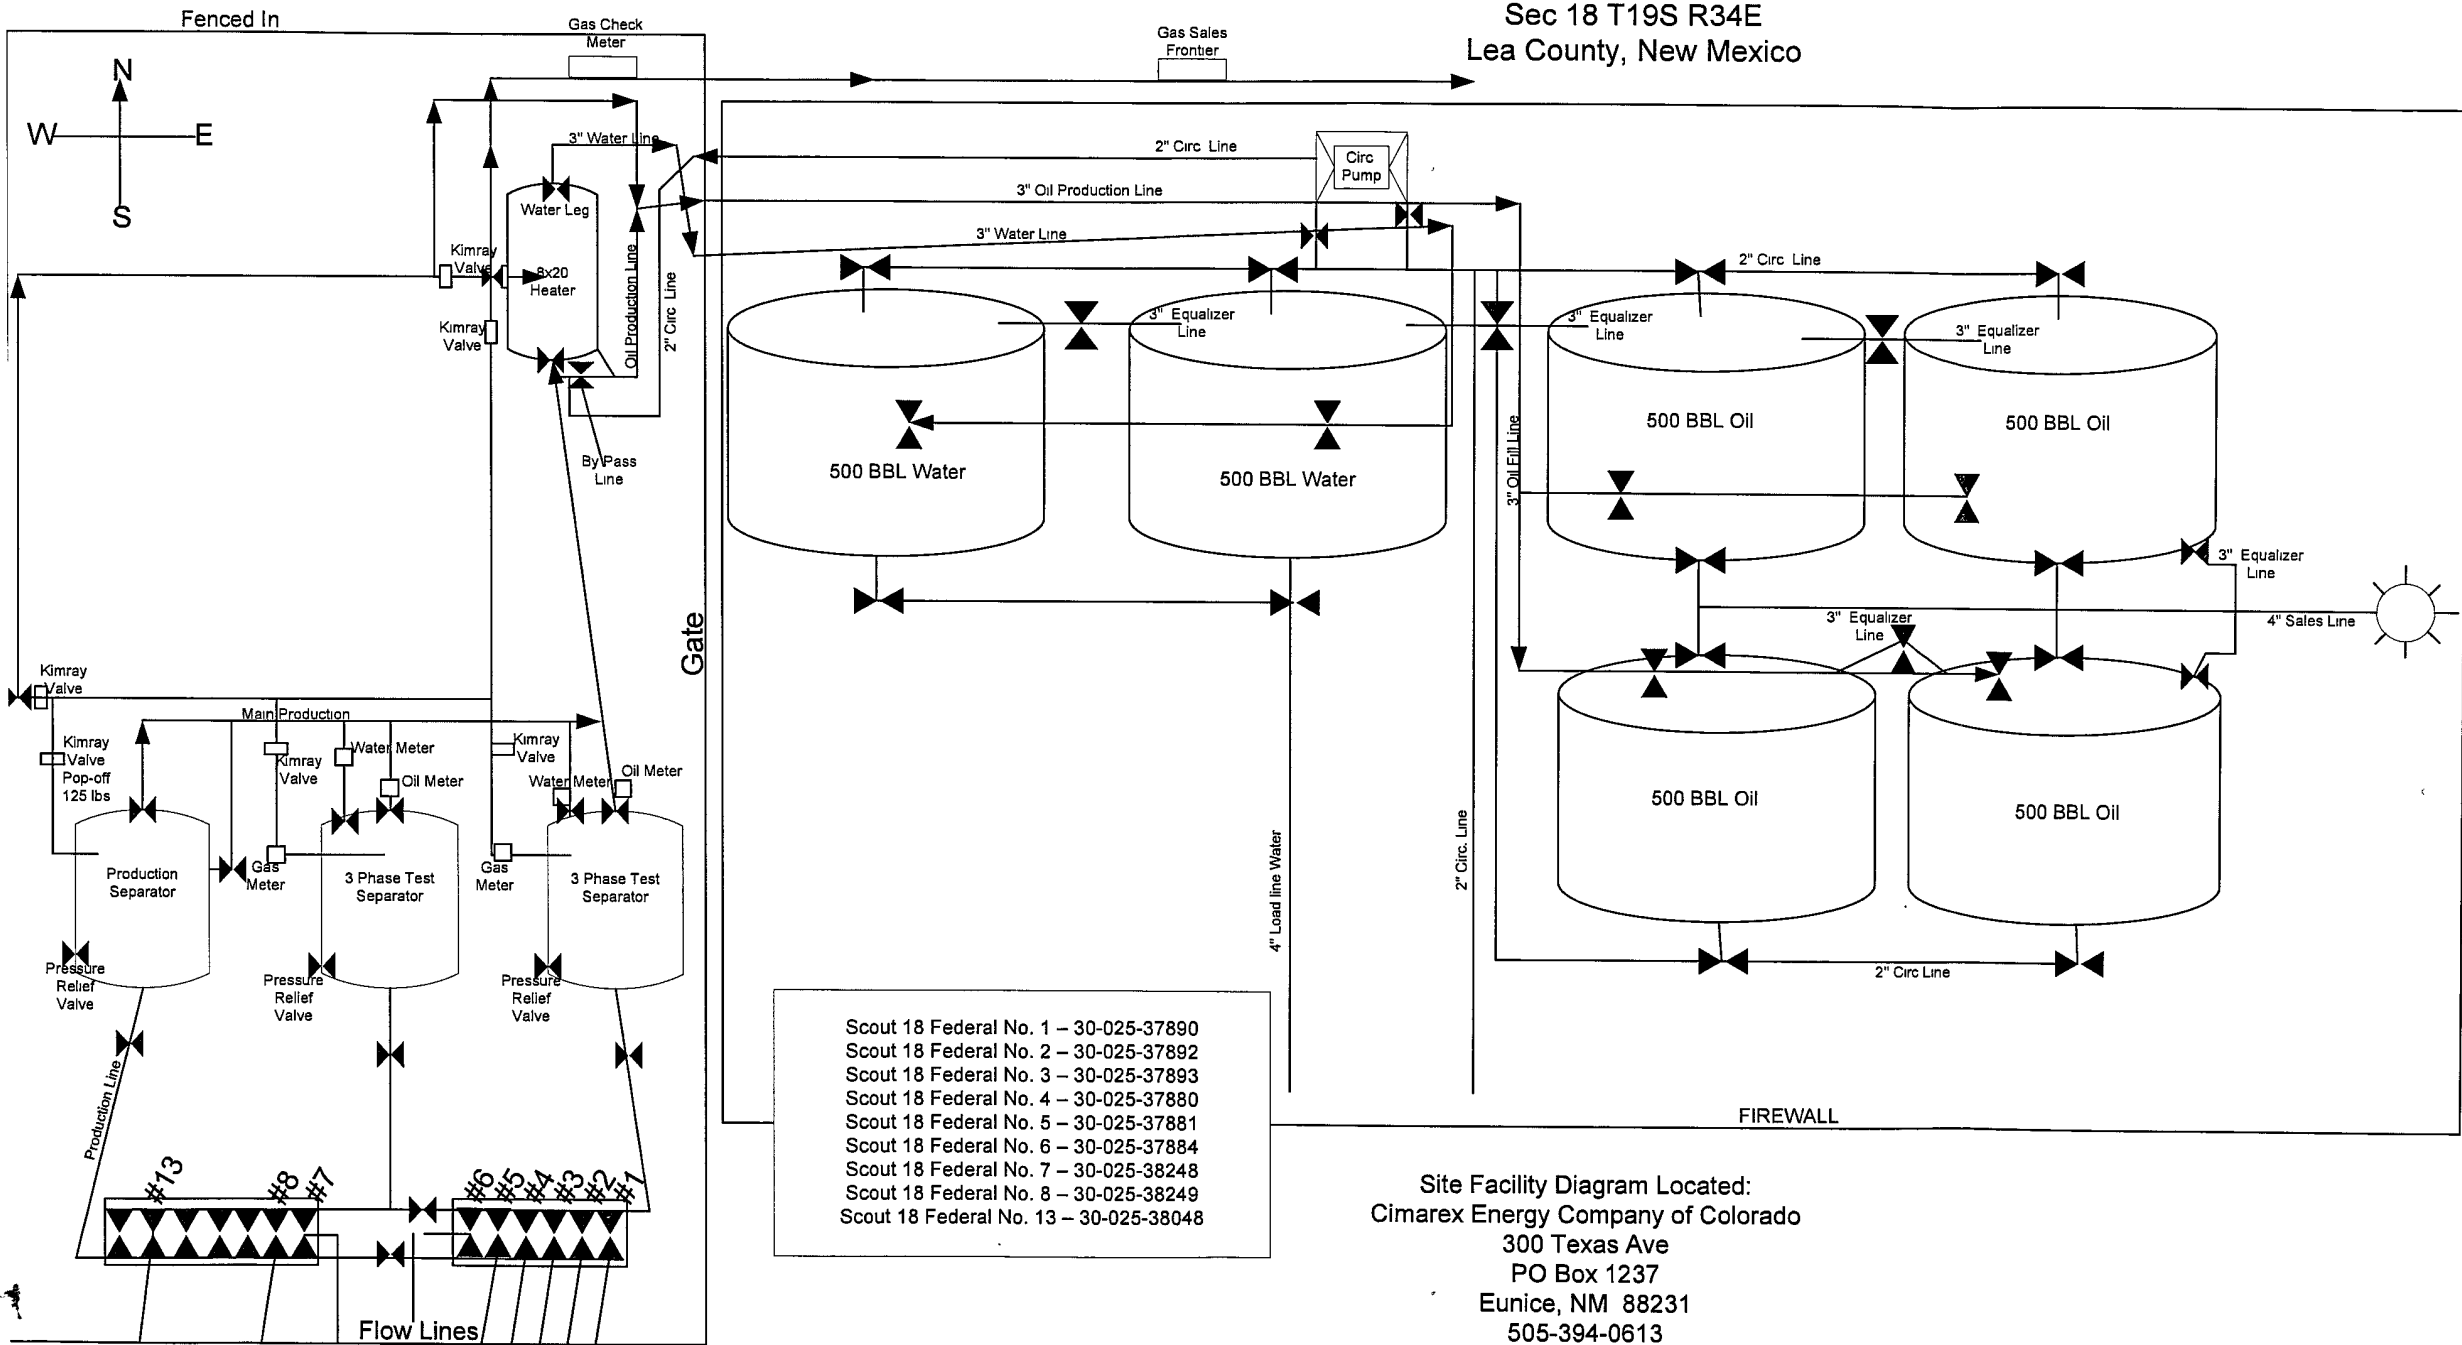 Sec 18 T19S R34E
Lea County, New Mexico
Fenced In
N
W
E
S
Gas Check
Meter
Gas Sales
Frontier
3" Water Line
2" Circ Line
Circ
Pump
3" Oil Production Line
3" Water Line
Water Leg
Kimray
Valve
8x20
Heater
Kimray
Valve
Oil Production Line
2" Circ Line
By Pass
Line
2" Circ Line
3" Equalizer
Line
3" Equalizer
Line
3" Equalizer
Line
500 BBL Water
500 BBL Water
500 BBL Oil
500 BBL Oil
3" Oil Fill Line
3" Equalizer
Line
3" Equalizer
Line
4" Sales Line
Gate
Kimray
Valve
Main Production
Kimray
Valve
Pop-off
125 lbs
Kimray
Valve
Water Meter
Oil Meter
Kimray
Valve
Water Meter
Oil Meter
Gas
Meter
Gas
Meter
Production
Separator
3 Phase Test
Separator
3 Phase Test
Separator
Pressure
Relief
Valve
Pressure
Relief
Valve
Pressure
Relief
Valve
500 BBL Oil
500 BBL Oil
4" Load line Water
2" Circ. Line
2" Circ Line
Production Line
#13
#8
#7
#6
#5
#4
#3
#2
#1
Flow Lines
Scout 18 Federal No. 1 – 30-025-37890
Scout 18 Federal No. 2 – 30-025-37892
Scout 18 Federal No. 3 – 30-025-37893
Scout 18 Federal No. 4 – 30-025-37880
Scout 18 Federal No. 5 – 30-025-37881
Scout 18 Federal No. 6 – 30-025-37884
Scout 18 Federal No. 7 – 30-025-38248
Scout 18 Federal No. 8 – 30-025-38249
Scout 18 Federal No. 13 – 30-025-38048
FIREWALL
Site Facility Diagram Located:
Cimarex Energy Company of Colorado
300 Texas Ave
PO Box 1237
Eunice, NM 88231
505-394-0613